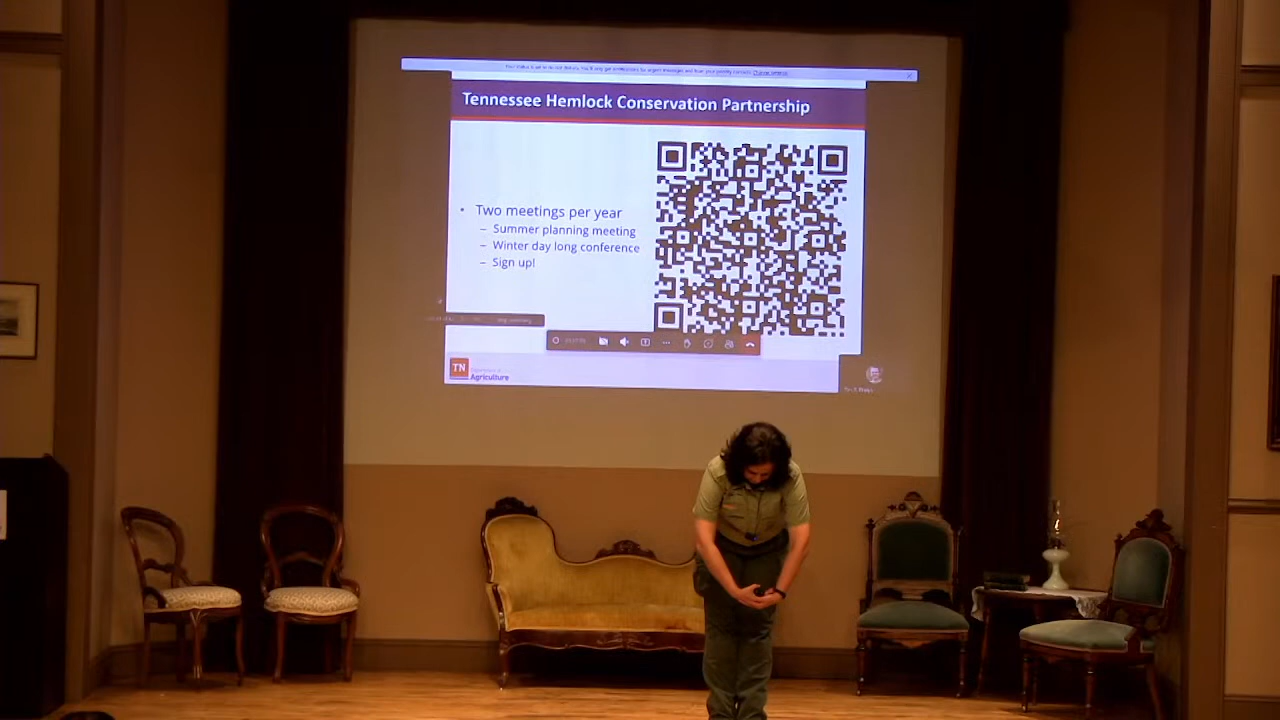 Tennessee Hemlock Conservation Partnership
• Two meetings per year
– Summer planning meeting
– Winter day long conference
– Sign up!
TN
Agriculture